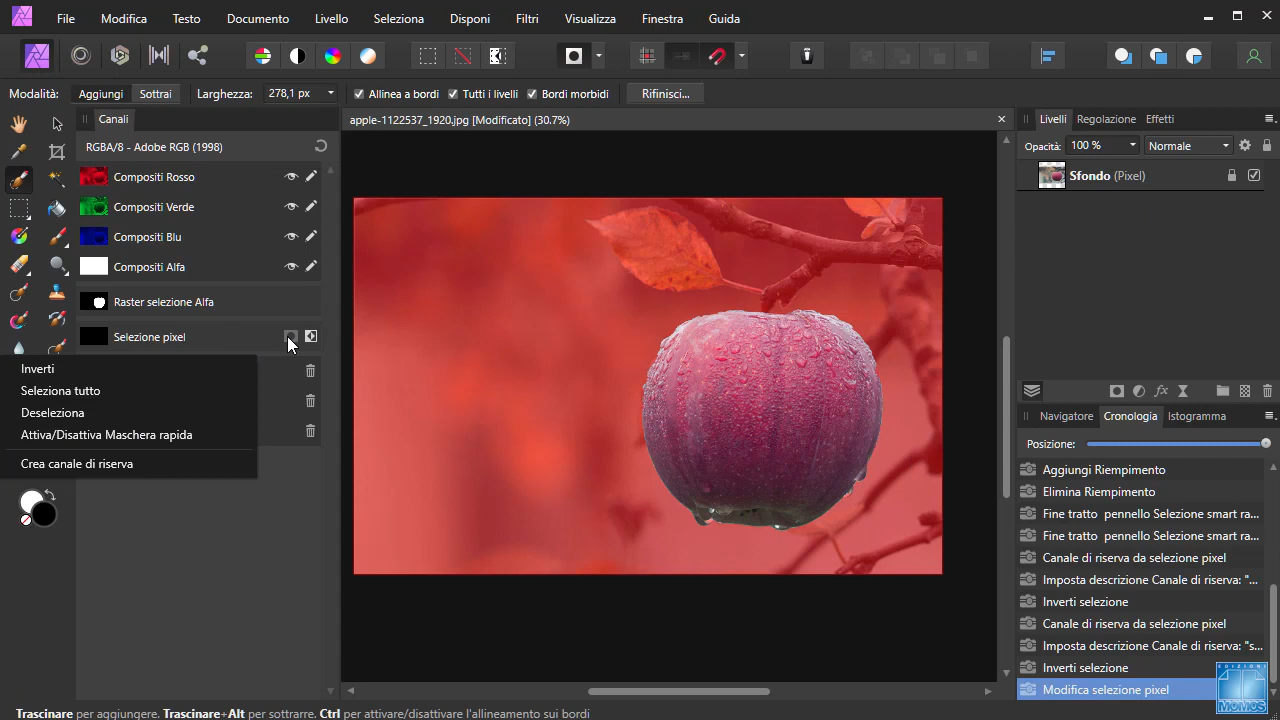 File Modifica Testo Documento Livello Seleziona Disponi Filtri Visualizza Finestra Guida
Modalità: Aggiungi Sottrai Larghezza: 278,1 px Allinea a bordi Tutti i livelli Bordi morbidi Rifinisci...
Canali
RGBA/8 - Adobe RGB (1998)
Compositi Rosso
Compositi Verde
Compositi Blu
Compositi Alfa
Raster selezione Alfa
Selezione pixel
Inverti
Seleziona tutto
Deseleziona
Attiva/Disattiva Maschera rapida
Crea canale di riserva
apple-1122537_1920.jpg [Modificato] (30.7%)
Livelli Regolazione Effetti
Opacità: 100 % Normale
Sfondo (Pixel)
Navigatore Cronologia Istogramma
Posizione:
Aggiungi Riempimento
Elimina Riempimento
Fine tratto pennello Selezione smart ra...
Fine tratto pennello Selezione smart ra...
Canale di riserva da selezione pixel
Imposta descrizione Canale di riserva: "...
Inverti selezione
Canale di riserva da selezione pixel
Imposta descrizione Canale di riserva: "s...
Inverti selezione
Modifica selezione pixel
EDIZIONI
MOMOS
Trascinare per aggiungere. Trascinare+Alt per sottrarre. Ctrl per attivare/disattivare l'allineamento sui bordi